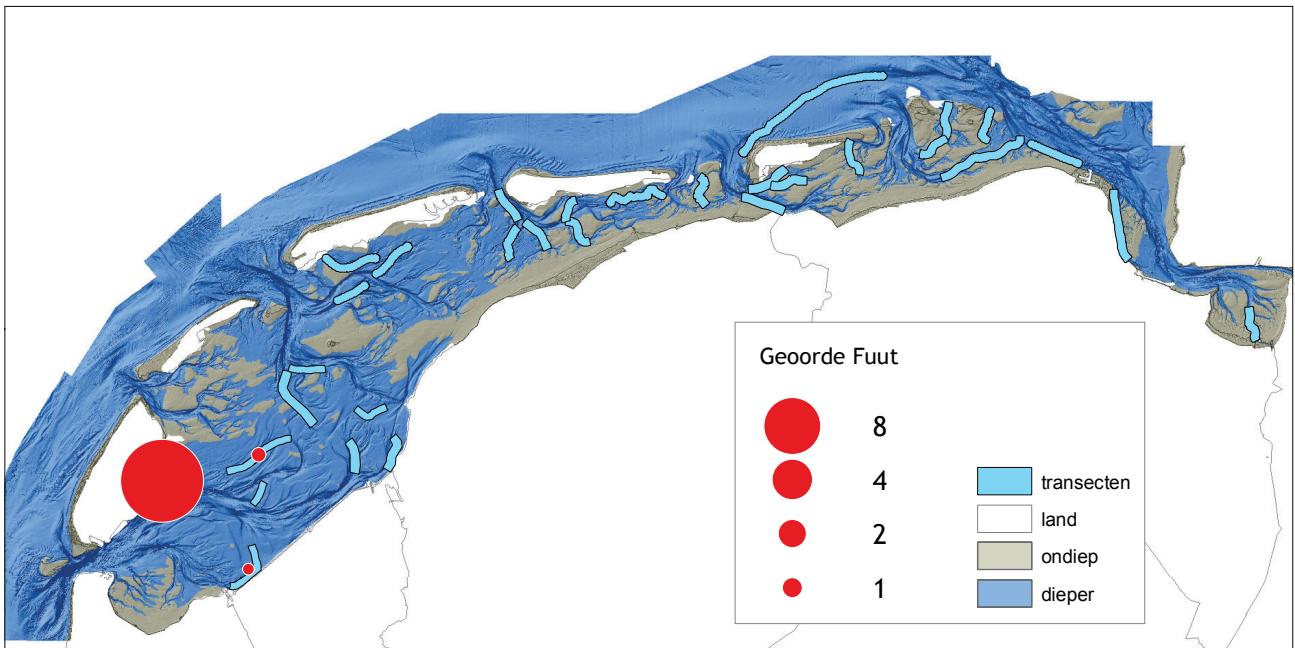 Geoorde Fuut
8
4
2
1
transecten
land
ondiep
dieper